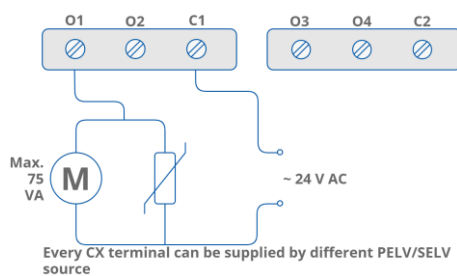 O1 O2 C1 O3 O4 C2
Max.
75
VA
M
~ 24 V AC
Every CX terminal can be supplied by different PELV/SELV
source